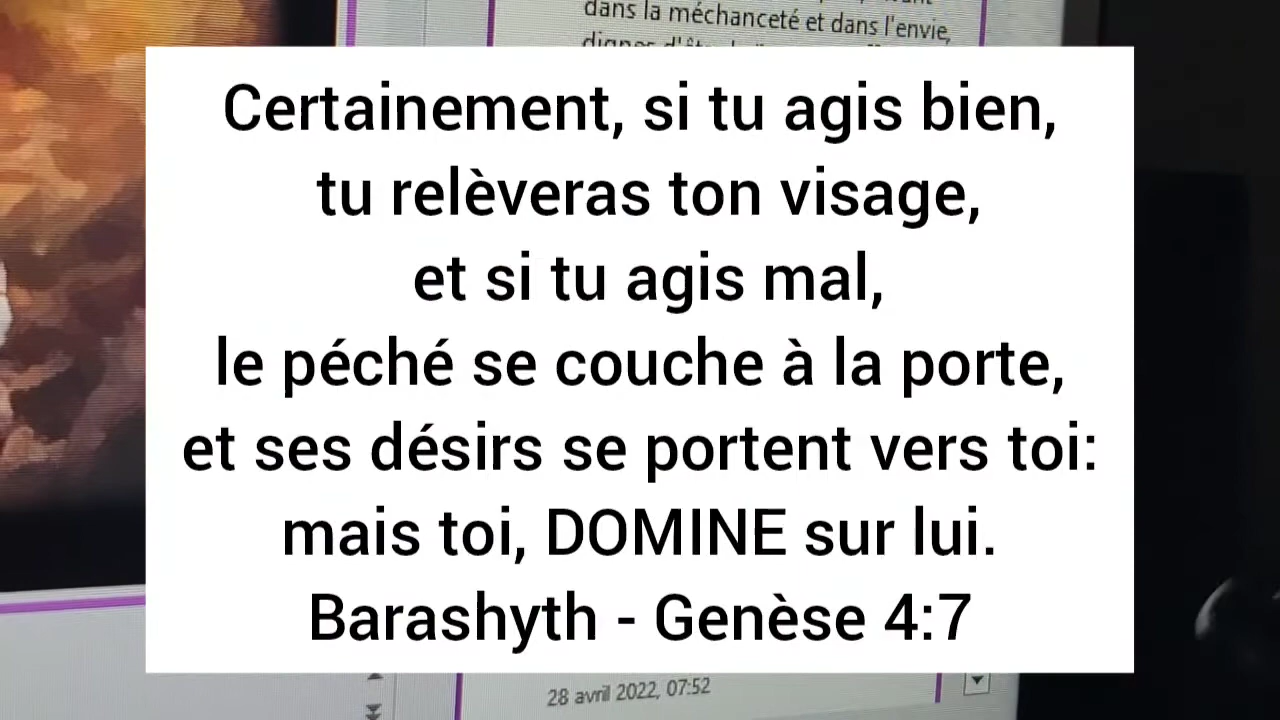 dans la méchanceté et dans l'envie,
Certainement, si tu agis bien,
tu relèveras ton visage,
et si tu agis mal,
le péché se couche à la porte,
et ses désirs se portent vers toi:
mais toi, DOMINE sur lui.
Barashyth - Genèse 4:7
28 avril 2022, 07:52